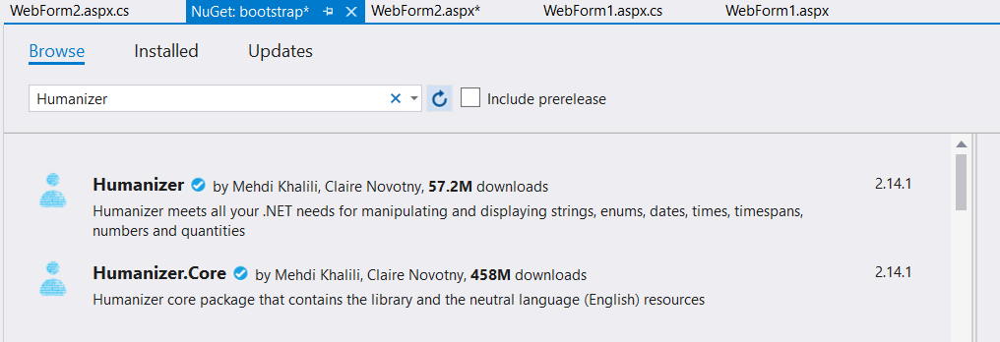 WebForm2.aspx.cs NuGet: bootstrap* WebForm2.aspx* WebForm1.aspx.cs WebForm1.aspx
Browse Installed Updates
Humanizer Include prerelease
Humanizer by Mehdi Khalili, Claire Novotny, 57.2M downloads 2.14.1
Humanizer meets all your .NET needs for manipulating and displaying strings, enums, dates, times, timespans,
numbers and quantities
Humanizer.Core by Mehdi Khalili, Claire Novotny, 458M downloads 2.14.1
Humanizer core package that contains the library and the neutral language (English) resources